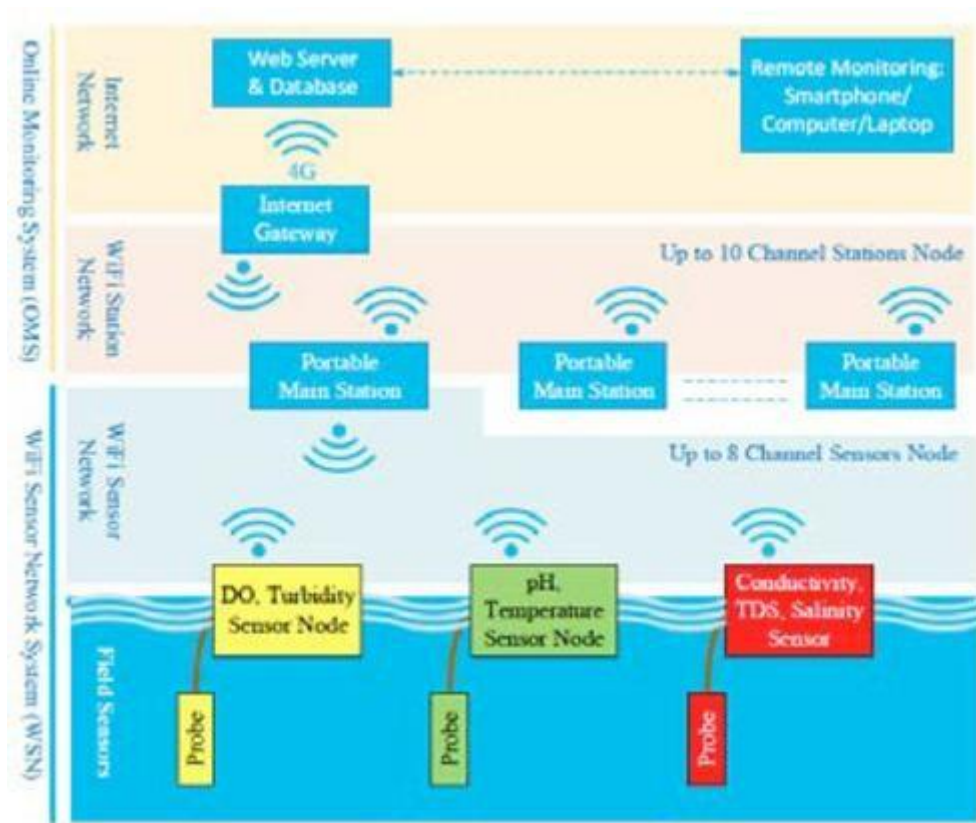 Online Monitoring System (OMS)
Internet
Network
Web Server
& Database
Remote Monitoring:
Smartphone/
Computer/Laptop
4G
Internet
Gateway
WiFi Station
Network
Up to 10 Channel Stations Node
Portable
Main Station
Portable
Main Station
Portable
Main Station
WiFi Sensor Network System (WSN)
WiFi Sensor
Network
Up to 8 Channel Sensors Node
DO, Turbidity
Sensor Node
pH,
Temperature
Sensor Node
Conductivity,
TDS, Salinity
Sensor
Field Sensors
Probe
Probe
Probe